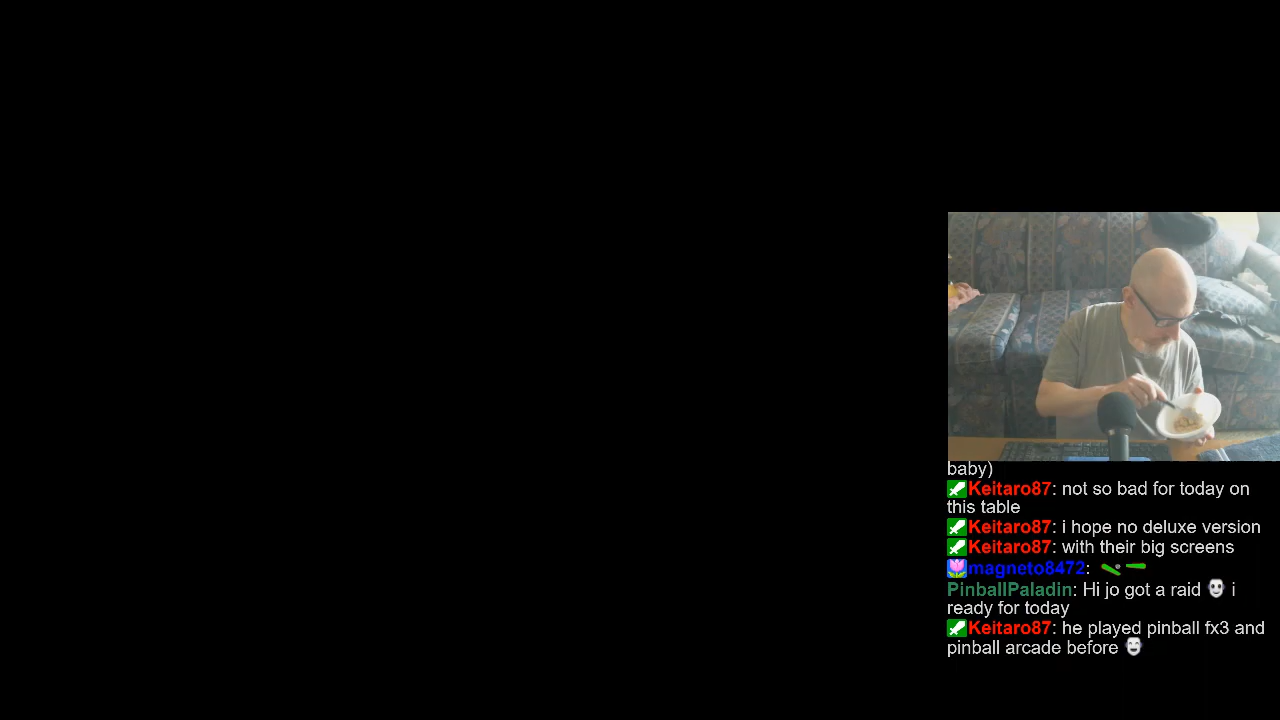 baby)
Keitaro87: not so bad for today on
this table
Keitaro87: i hope no deluxe version
Keitaro87: with their big screens
magneto8472:
PinballPaladin: Hi jo got a raid i
ready for today
Keitaro87: he played pinball fx3 and
pinball arcade before